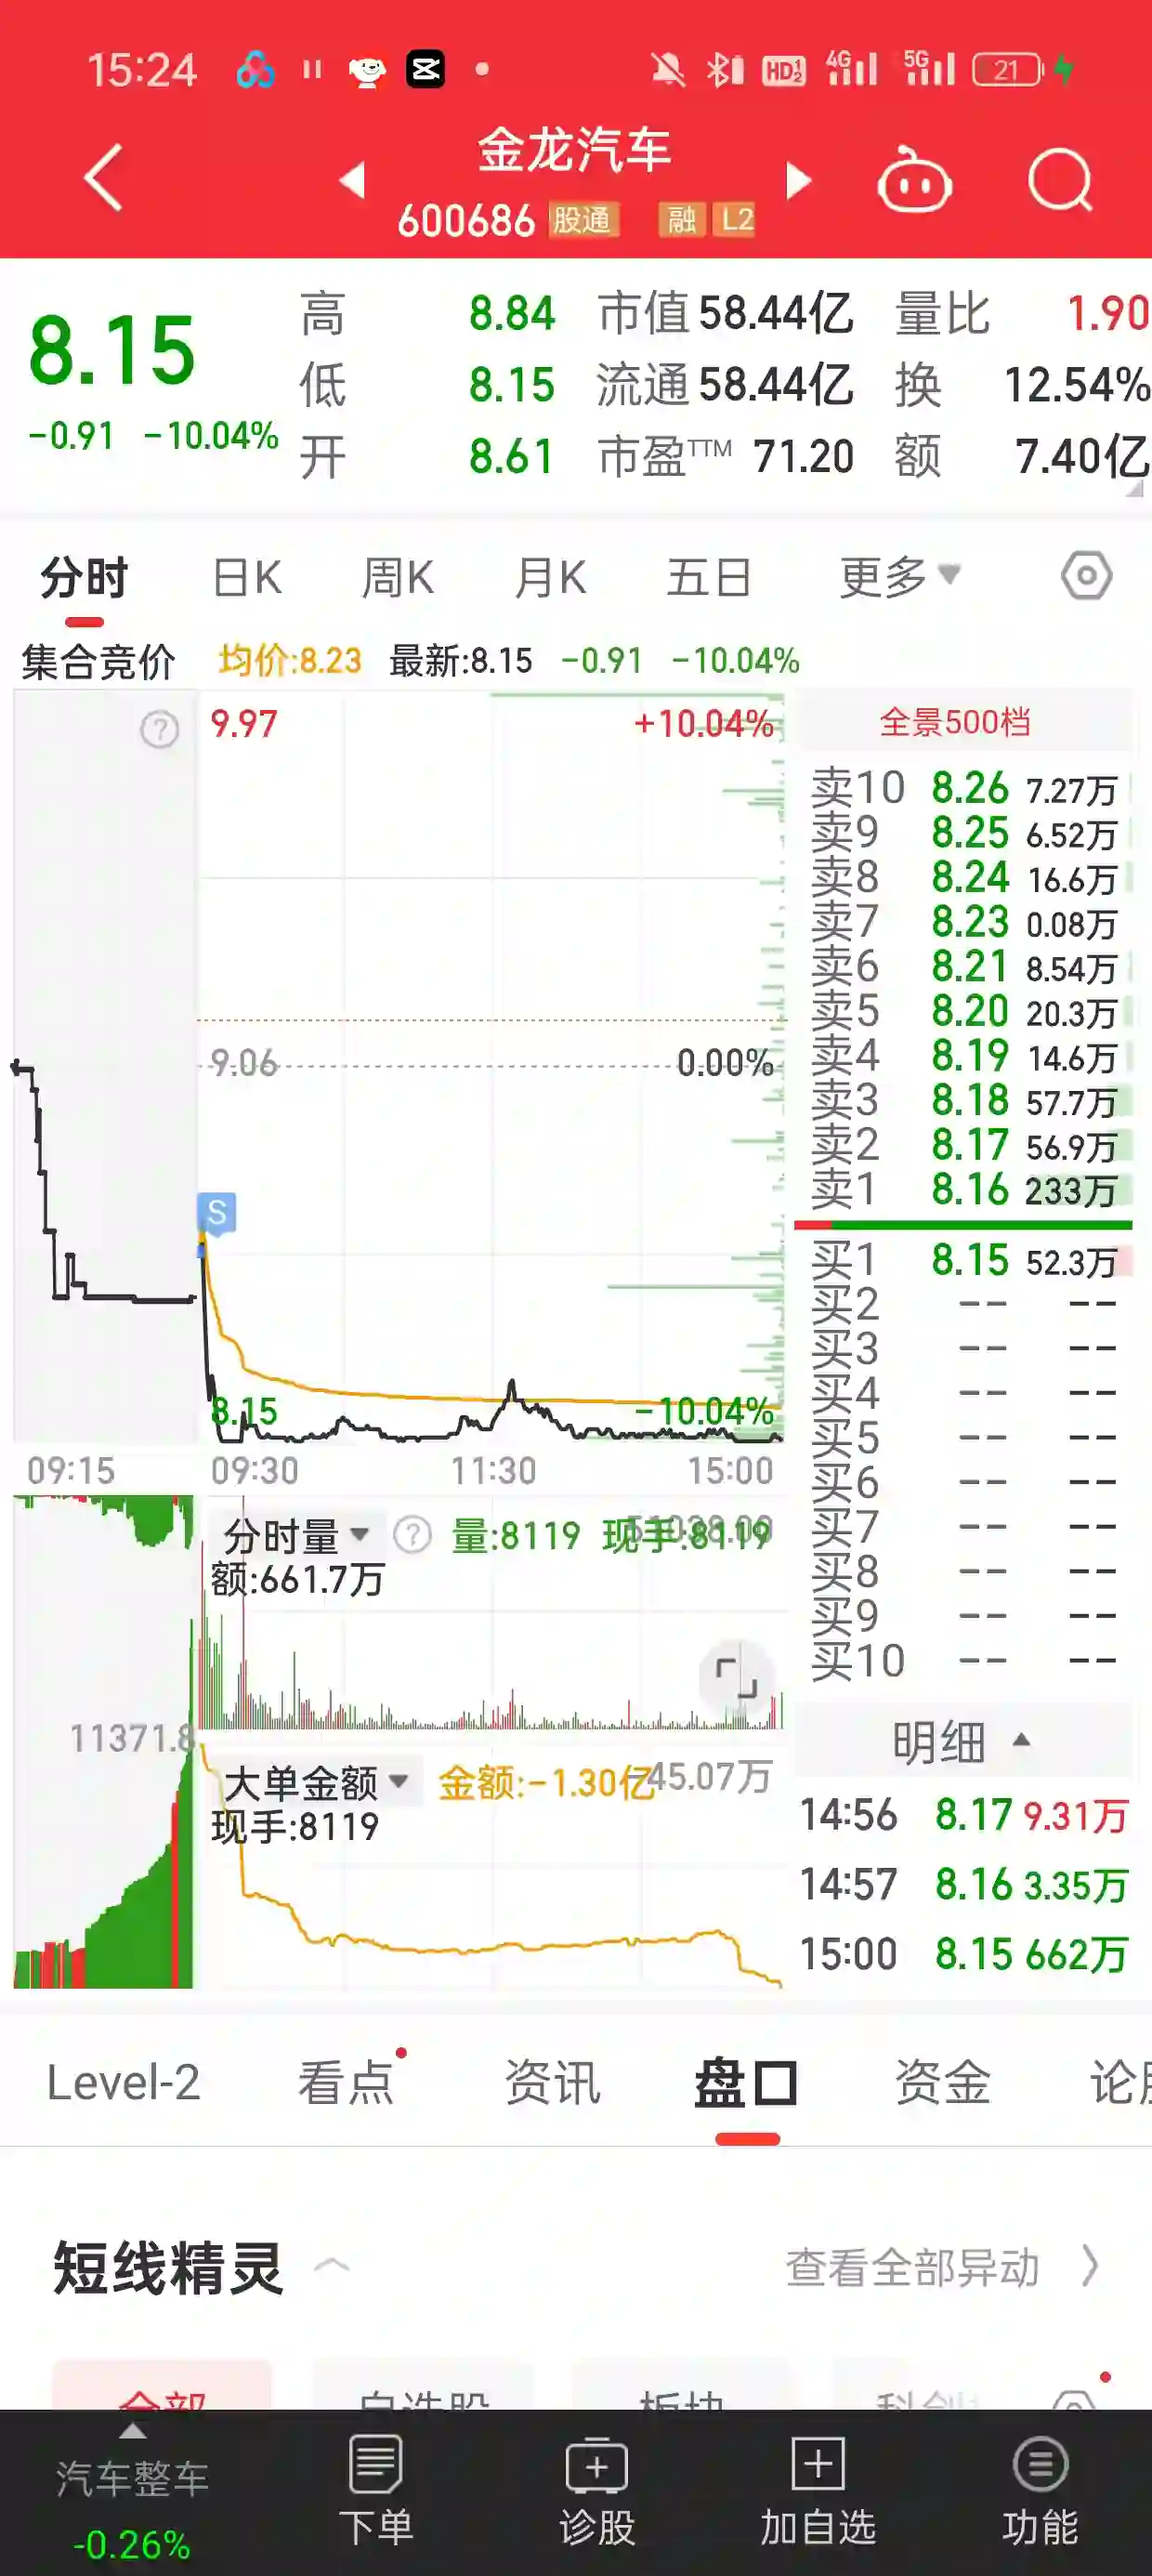 15:24 HD 4G 5G 21
金龙汽车
600686 股通 融 L2
8.15
-0.91 -10.04%
高 8.84 市值 58.44亿 量比 1.90
低 8.15 流通 58.44亿 换 12.54%
开 8.61 市盈TTM 71.20 额 7.40亿
分时 日K 周K 月K 五日 更多
集合竞价 均价:8.23 最新:8.15 -0.91 -10.04%
9.97 +10.04%
9.06 0.00%
S
8.15 -10.04%
09:15 09:30 11:30 15:00
全景500档
卖10 8.26 7.27万
卖9 8.25 6.52万
卖8 8.24 16.6万
卖7 8.23 0.08万
卖6 8.21 8.54万
卖5 8.20 20.3万
卖4 8.19 14.6万
卖3 8.18 57.7万
卖2 8.17 56.9万
卖1 8.16 233万
买1 8.15 52.3万
买2 -- --
买3 -- --
买4 -- --
买5 -- --
买6 -- --
买7 -- --
买8 -- --
买9 -- --
买10 -- --
分时量 量:8119 现手:8119
额:661.7万
11371.8
大单金额 金额:-1.30亿 -45.07万
现手:8119
明细
14:56 8.17 9.31万
14:57 8.16 3.35万
15:00 8.15 662万
Level-2 看点 资讯 盘口 资金
短线精灵 查看全部异动
全部 自选股 板块 科创
汽车整车
-0.26%
下单 诊股 加自选 功能